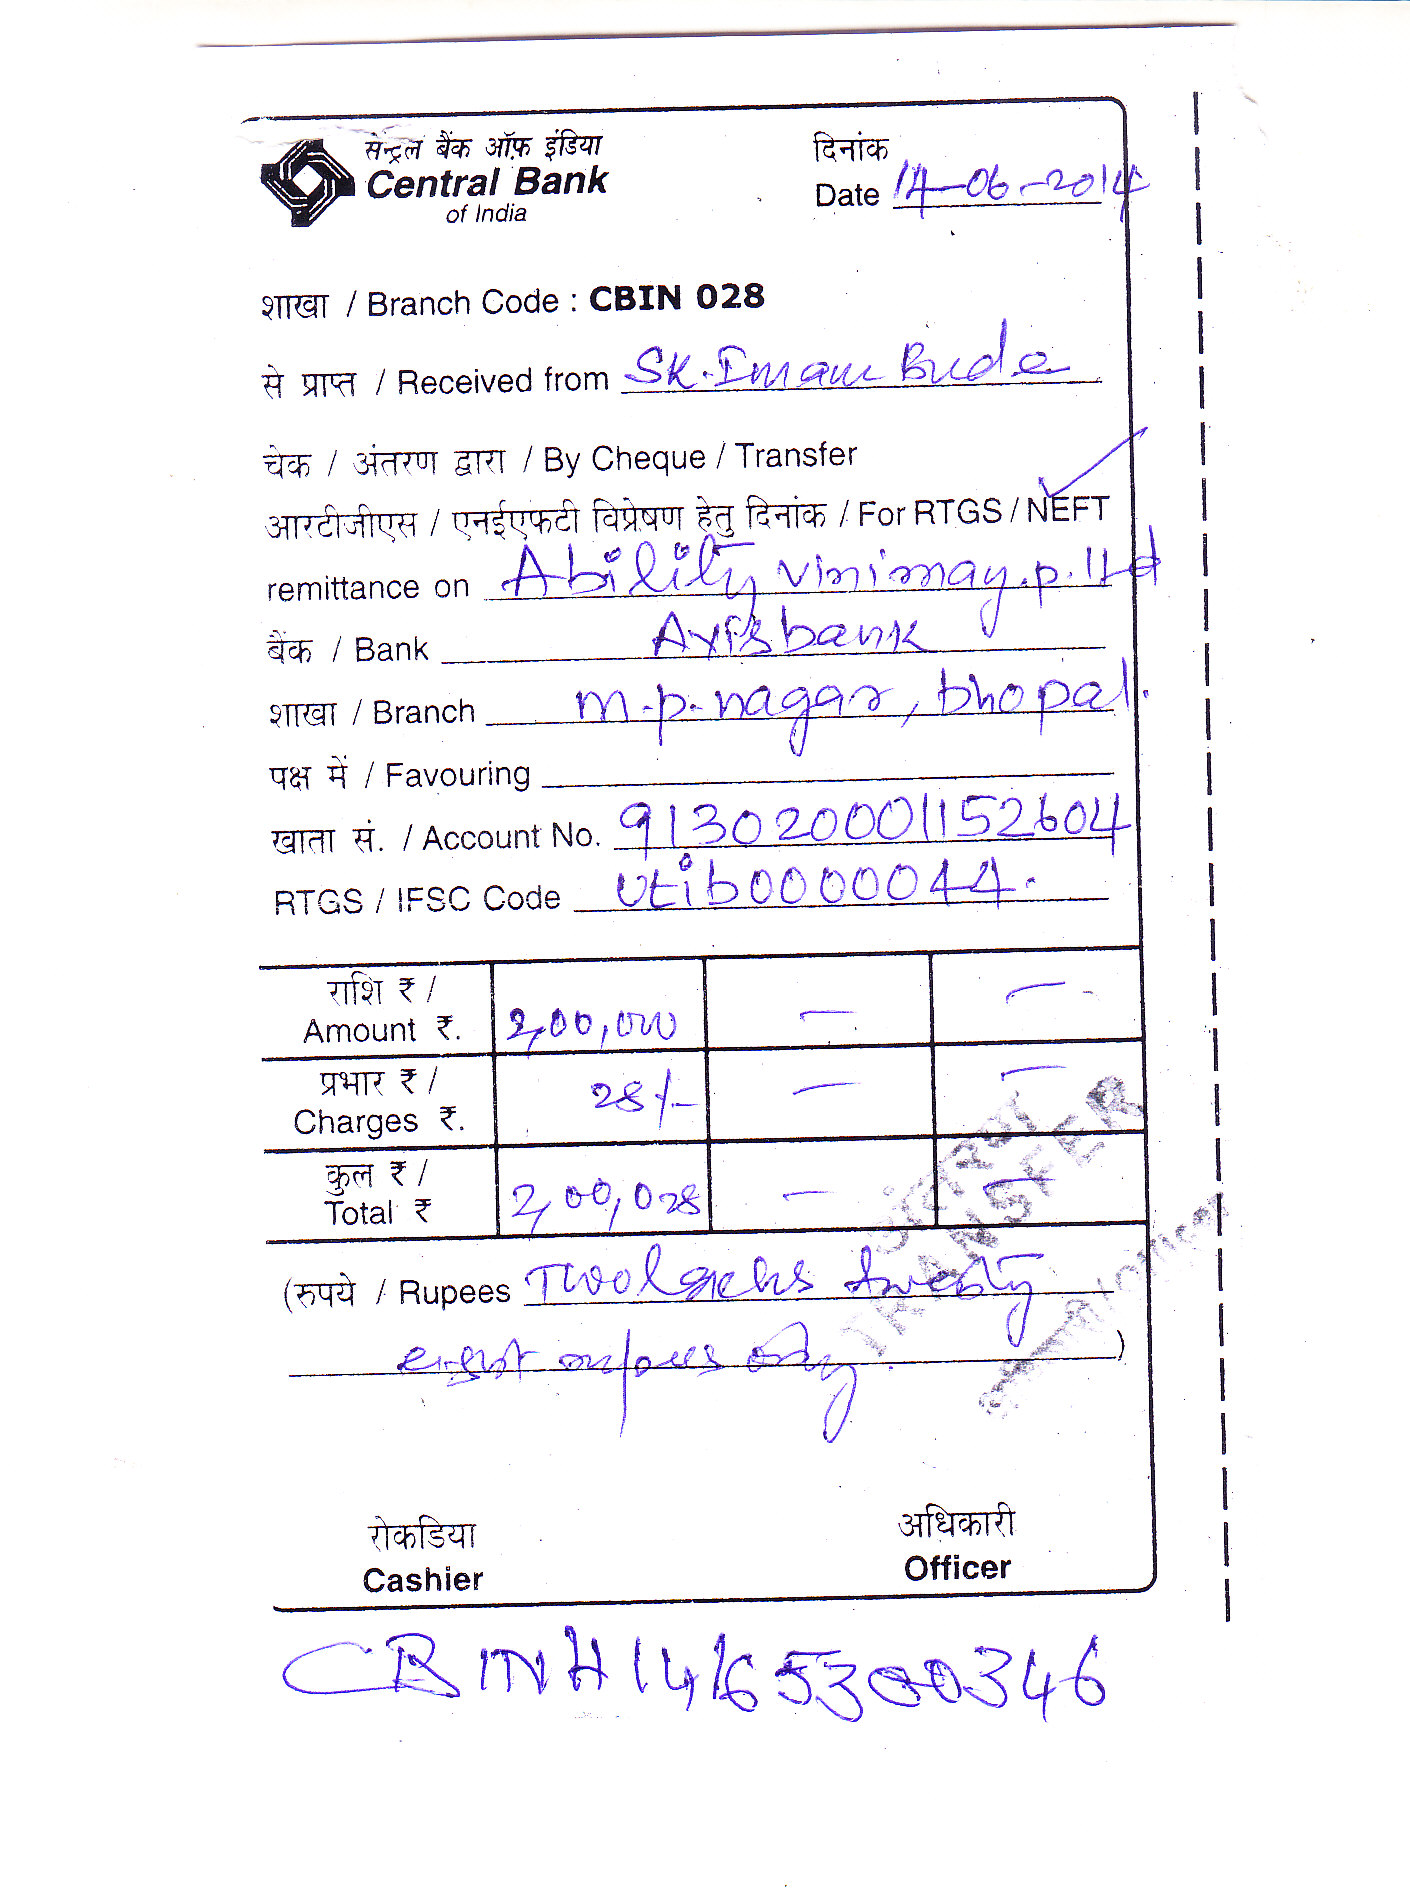 सेन्ट्रल बैंक ऑफ़ इंडिया
Central Bank
of India
दिनांक
Date 14-06-2014
शाखा / Branch Code : CBIN 028
से प्राप्त / Received from SK. Imam Bude
चेक / अंतरण द्वारा / By Cheque / Transfer
आरटीजीएस / एनईएफटी विप्रेषण हेतु दिनांक / For RTGS / NEFT
remittance on Ability vinimay. p. ltd
बैंक / Bank Axis bank
शाखा / Branch m.p. nagar, bhopal.
पक्ष में / Favouring
खाता सं. / Account No. 913020001152604
RTGS / IFSC Code utib0000044.
राशि ₹ /
Amount ₹. 2,00,000 — —
प्रभार ₹ /
Charges ₹. 28/- — —
कुल ₹ /
Total ₹ 2,00,028 — —
अंतरण
TRANSFER
(रुपये / Rupees Two lachs twenty
eight rupees only)
रोकडिया
Cashier
अधिकारी
Officer
CBINH14165300346